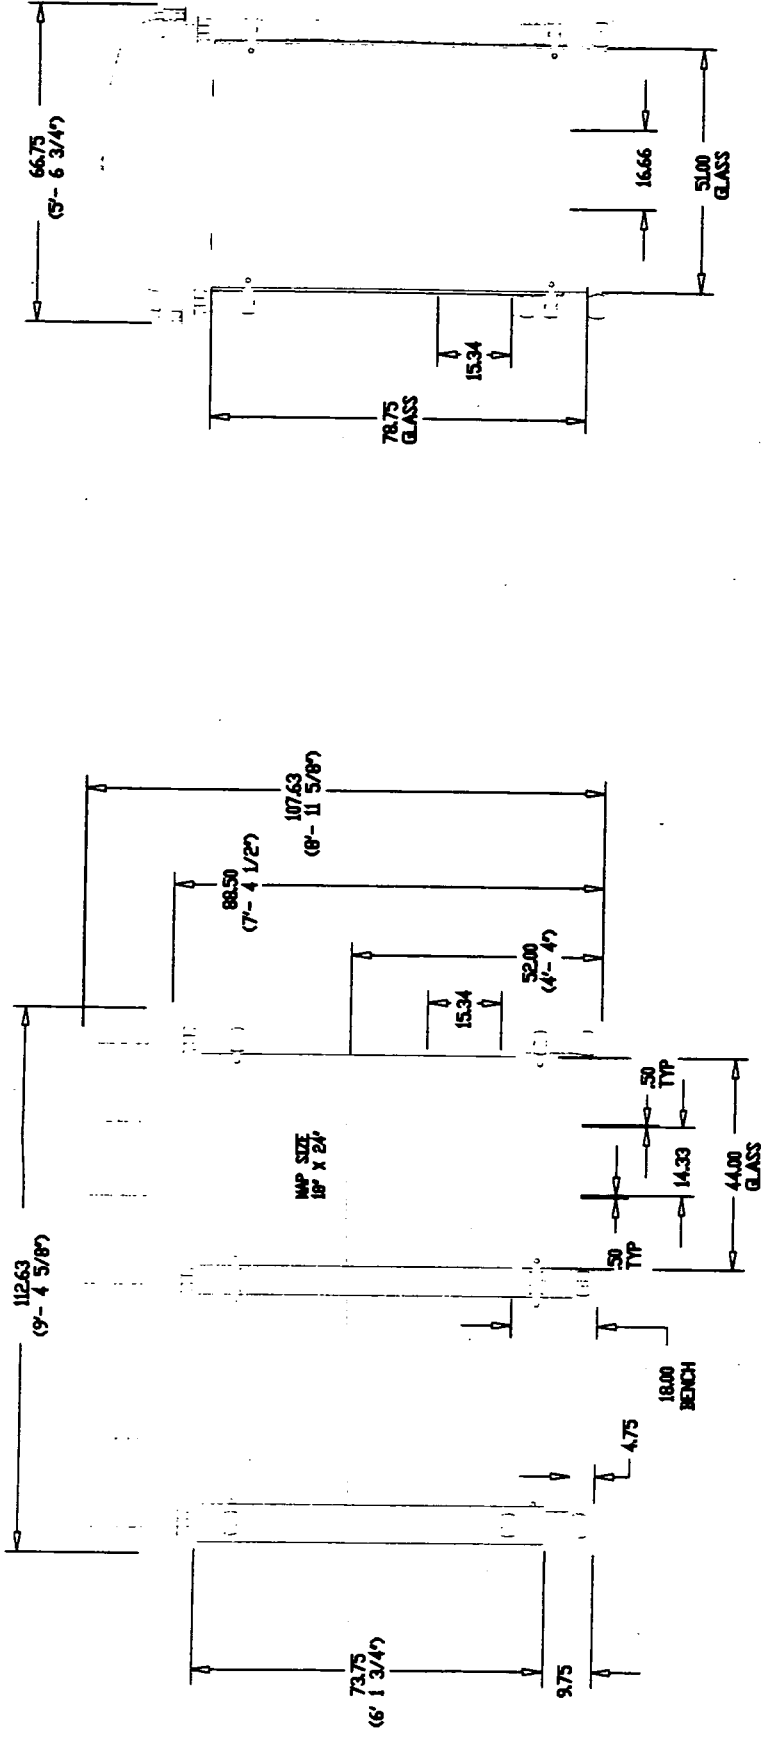 112.63
(9'- 4 5/8")
107.63
(8'- 11 5/8")
88.50
(7'- 4 1/2")
52.00
(4'- 4")
15.34
MAP SIZE
18" X 24"
73.75
(6' 1 3/4")
9.75
4.75
18.00
BENCH
.50
TYP
14.33
.50
TYP
44.00
GLASS
66.75
(5'- 6 3/4")
78.75
GLASS
15.34
16.66
51.00
GLASS